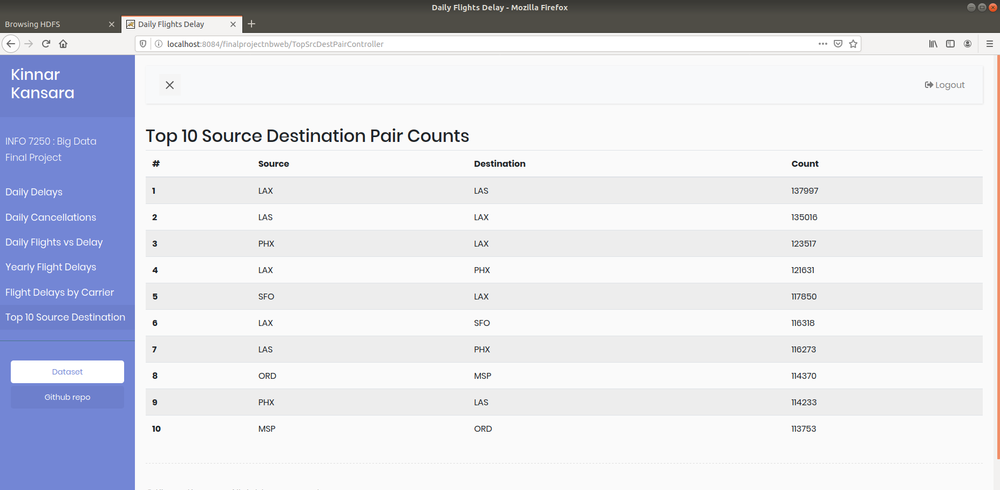 Daily Flights Delay - Mozilla Firefox
Browsing HDFS
Daily Flights Delay
localhost:8084/finalprojectnbweb/TopSrcDestPairController
Kinnar
Kansara
INFO 7250 : Big Data
Final Project
Daily Delays
Daily Cancellations
Daily Flights vs Delay
Yearly Flight Delays
Flight Delays by Carrier
Top 10 Source Destination
Dataset
Github repo
Logout
Top 10 Source Destination Pair Counts
# Source Destination Count
1 LAX LAS 137997
2 LAS LAX 135016
3 PHX LAX 123517
4 LAX PHX 121631
5 SFO LAX 117850
6 LAX SFO 116318
7 LAS PHX 116273
8 ORD MSP 114370
9 PHX LAS 114233
10 MSP ORD 113753